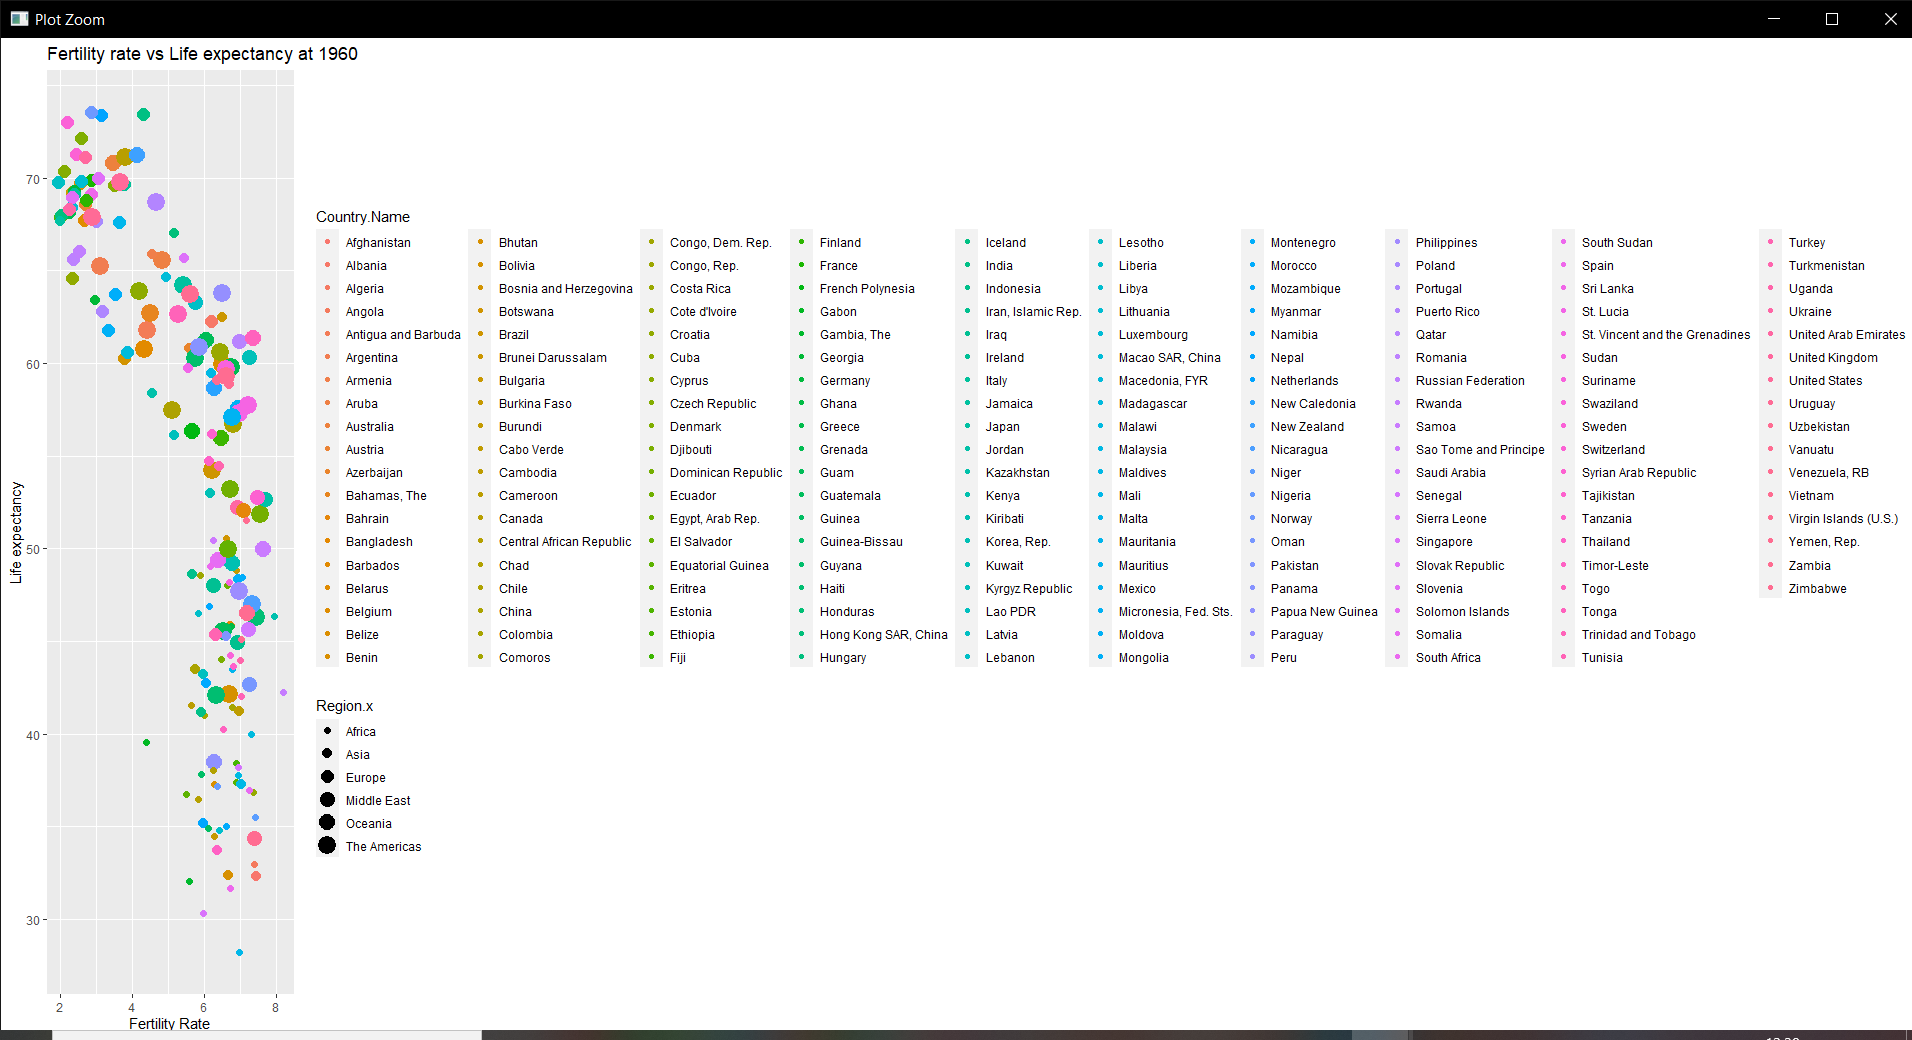 Plot Zoom
Fertility rate vs Life expectancy at 1960
70
60
50
40
30
Life expectancy
2 4 6 8
Fertility Rate
Country.Name
Afghanistan
Albania
Algeria
Angola
Antigua and Barbuda
Argentina
Armenia
Aruba
Australia
Austria
Azerbaijan
Bahamas, The
Bahrain
Bangladesh
Barbados
Belarus
Belgium
Belize
Benin
Bhutan
Bolivia
Bosnia and Herzegovina
Botswana
Brazil
Brunei Darussalam
Bulgaria
Burkina Faso
Burundi
Cabo Verde
Cambodia
Cameroon
Canada
Central African Republic
Chad
Chile
China
Colombia
Comoros
Congo, Dem. Rep.
Congo, Rep.
Costa Rica
Cote d'Ivoire
Croatia
Cuba
Cyprus
Czech Republic
Denmark
Djibouti
Dominican Republic
Ecuador
Egypt, Arab Rep.
El Salvador
Equatorial Guinea
Eritrea
Estonia
Ethiopia
Fiji
Finland
France
French Polynesia
Gabon
Gambia, The
Georgia
Germany
Ghana
Greece
Grenada
Guam
Guatemala
Guinea
Guinea-Bissau
Guyana
Haiti
Honduras
Hong Kong SAR, China
Hungary
Iceland
India
Indonesia
Iran, Islamic Rep.
Iraq
Ireland
Italy
Jamaica
Japan
Jordan
Kazakhstan
Kenya
Kiribati
Korea, Rep.
Kuwait
Kyrgyz Republic
Lao PDR
Latvia
Lebanon
Lesotho
Liberia
Libya
Lithuania
Luxembourg
Macao SAR, China
Macedonia, FYR
Madagascar
Malawi
Malaysia
Maldives
Mali
Malta
Mauritania
Mauritius
Mexico
Micronesia, Fed. Sts.
Moldova
Mongolia
Montenegro
Morocco
Mozambique
Myanmar
Namibia
Nepal
Netherlands
New Caledonia
New Zealand
Nicaragua
Niger
Nigeria
Norway
Oman
Pakistan
Panama
Papua New Guinea
Paraguay
Peru
Philippines
Poland
Portugal
Puerto Rico
Qatar
Romania
Russian Federation
Rwanda
Samoa
Sao Tome and Principe
Saudi Arabia
Senegal
Sierra Leone
Singapore
Slovak Republic
Slovenia
Solomon Islands
Somalia
South Africa
South Sudan
Spain
Sri Lanka
St. Lucia
St. Vincent and the Grenadines
Sudan
Suriname
Swaziland
Sweden
Switzerland
Syrian Arab Republic
Tajikistan
Tanzania
Thailand
Timor-Leste
Togo
Tonga
Trinidad and Tobago
Tunisia
Turkey
Turkmenistan
Uganda
Ukraine
United Arab Emirates
United Kingdom
United States
Uruguay
Uzbekistan
Vanuatu
Venezuela, RB
Vietnam
Virgin Islands (U.S.)
Yemen, Rep.
Zambia
Zimbabwe
Region.x
Africa
Asia
Europe
Middle East
Oceania
The Americas